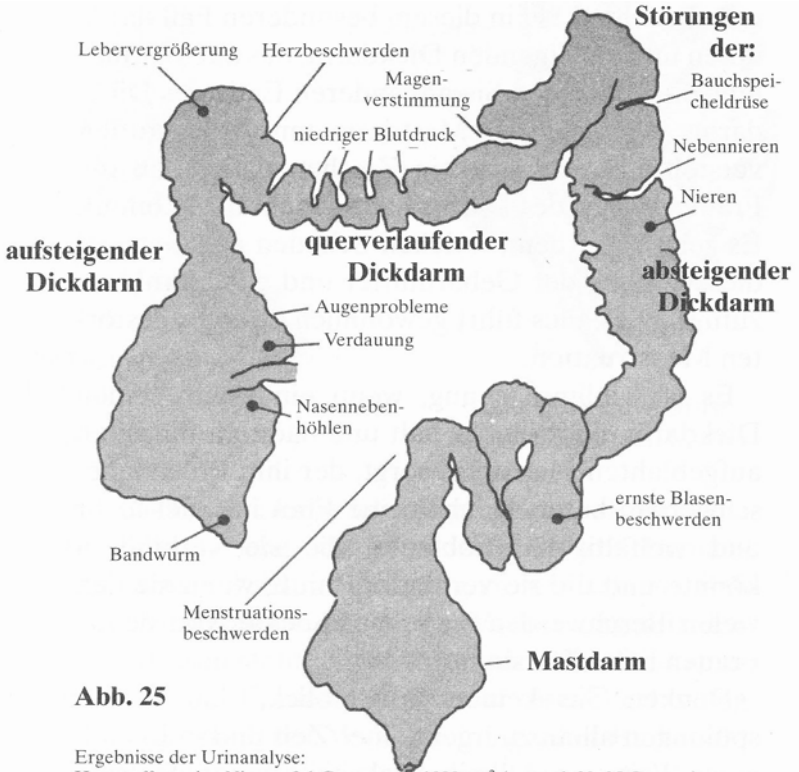 Störungen
der:
Lebervergrößerung
Herzbeschwerden
Magen-
verstimmung
Bauchspei-
cheldrüse
niedriger Blutdruck
Nebennieren
Nieren
aufsteigender
Dickdarm
querverlaufender
Dickdarm
absteigender
Dickdarm
Augenprobleme
Verdauung
Nasenneben-
höhlen
ernste Blasen-
beschwerden
Bandwurm
Menstruations-
beschwerden
Mastdarm
Abb. 25
Ergebnisse der Urinanalyse: